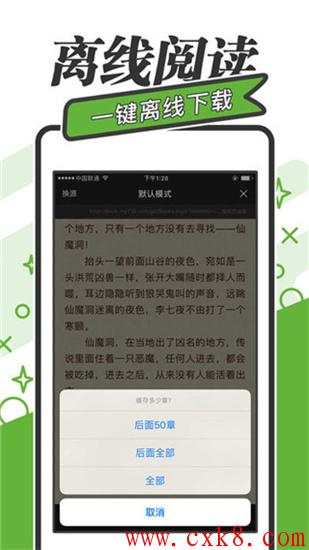 离线阅读
一键离线下载
中国联通
下午1:28
换源
默认模式
个地方，只有一个地方没有去寻找——仙
魔洞！
抬头一望前面山谷的夜色，宛如是一
头洪荒凶兽一样，张开大嘴随时都择人而
噬，耳边隐隐听到狼哭鬼叫的声音，远眺
仙魔洞迷离的夜色，李七夜不由打了一个
寒颤。
仙魔洞，在当地出了凶名的地方，传
说里面住着一只恶魔，任何人进去，都会
被吃掉，进去之后，从来没有人能活着出
缓存多少章?
后面50章
后面全部
全部
取消
www.cxk8.com